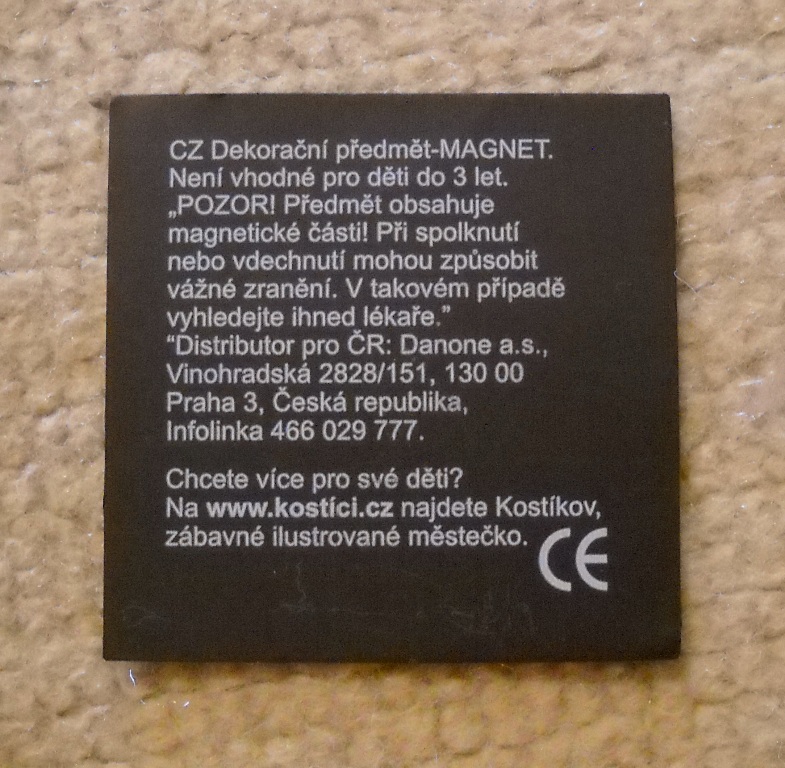 CZ Dekorační předmět-MAGNET.
Není vhodné pro děti do 3 let.
„POZOR! Předmět obsahuje
magnetické části! Při spolknutí
nebo vdechnutí mohou způsobit
vážné zranění. V takovém případě
vyhledejte ihned lékaře.”
“Distributor pro ČR: Danone a.s.,
Vinohradská 2828/151, 130 00
Praha 3, Česká republika,
Infolinka 466 029 777.
Chcete více pro své děti?
Na www.kostíci.cz najdete Kostíkov,
zábavné ilustrované městečko.
CE